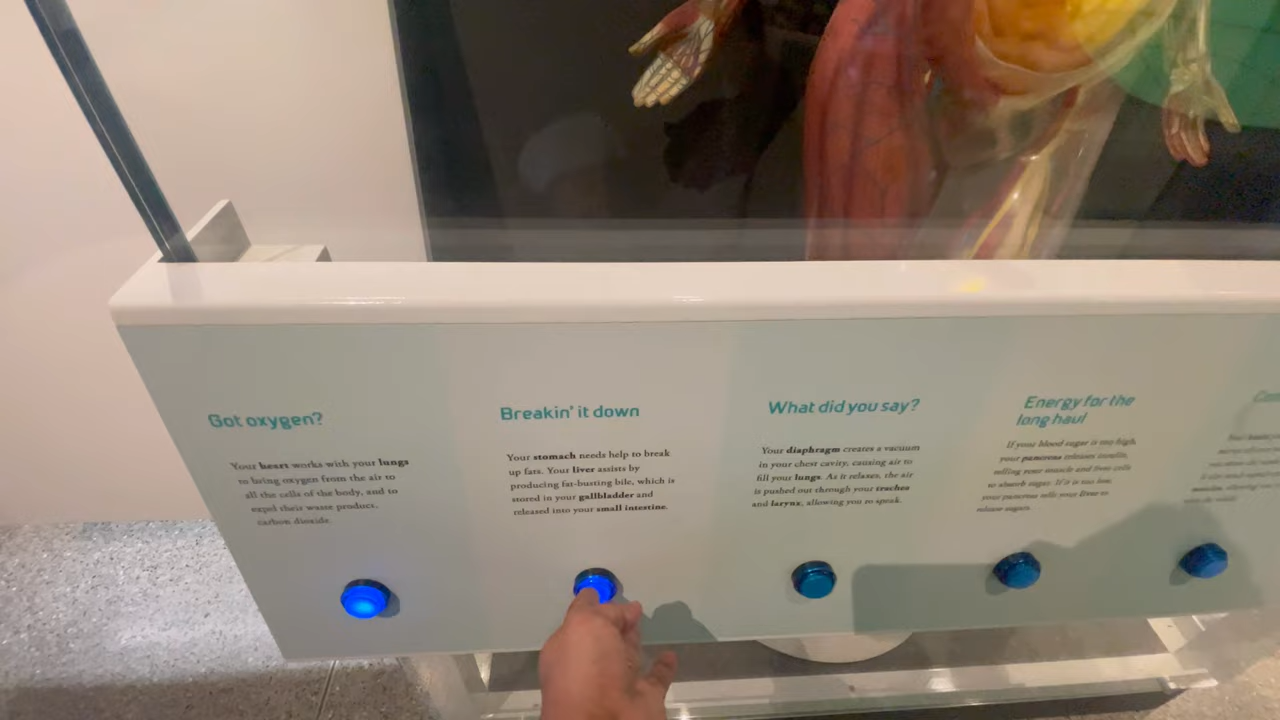 Got oxygen?
Your heart works with your lungs
to bring oxygen from the air to
all the cells of the body, and to
expel their waste product,
carbon dioxide.
Breakin' it down
Your stomach needs help to break
up fats. Your liver assists by
producing fat-busting bile, which is
stored in your gallbladder and
released into your small intestine.
What did you say?
Your diaphragm creates a vacuum
in your chest cavity, causing air to
fill your lungs. As it relaxes, the air
is pushed out through your trachea
and larynx, allowing you to speak.
Energy for the
long haul
If your blood sugar is too high,
your pancreas releases insulin,
telling your muscle and liver cells
to absorb sugar. If it is too low,
your pancreas tells your liver to
release sugars.